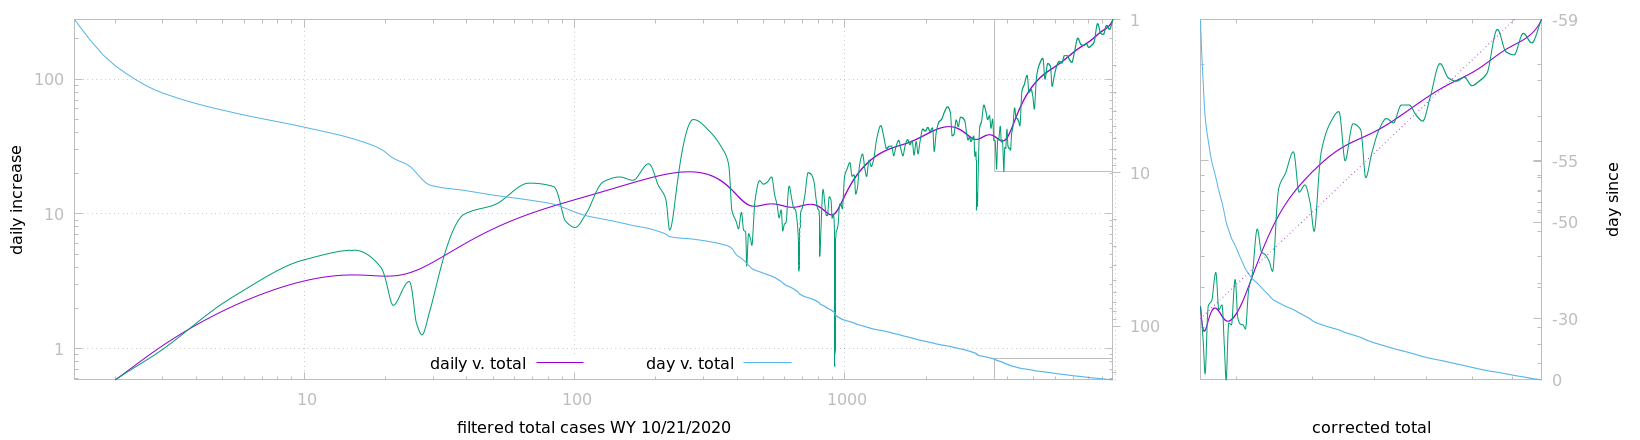 daily increase
100
10
1
10
100
1000
1
10
100
daily v. total
day v. total
filtered total cases WY 10/21/2020
-59
-55
-50
-30
0
day since
corrected total